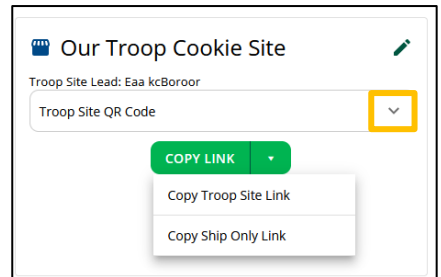 Our Troop Cookie Site
Troop Site Lead: Eaa kcBoroor
Troop Site QR Code
COPY LINK
Copy Troop Site Link
Copy Ship Only Link